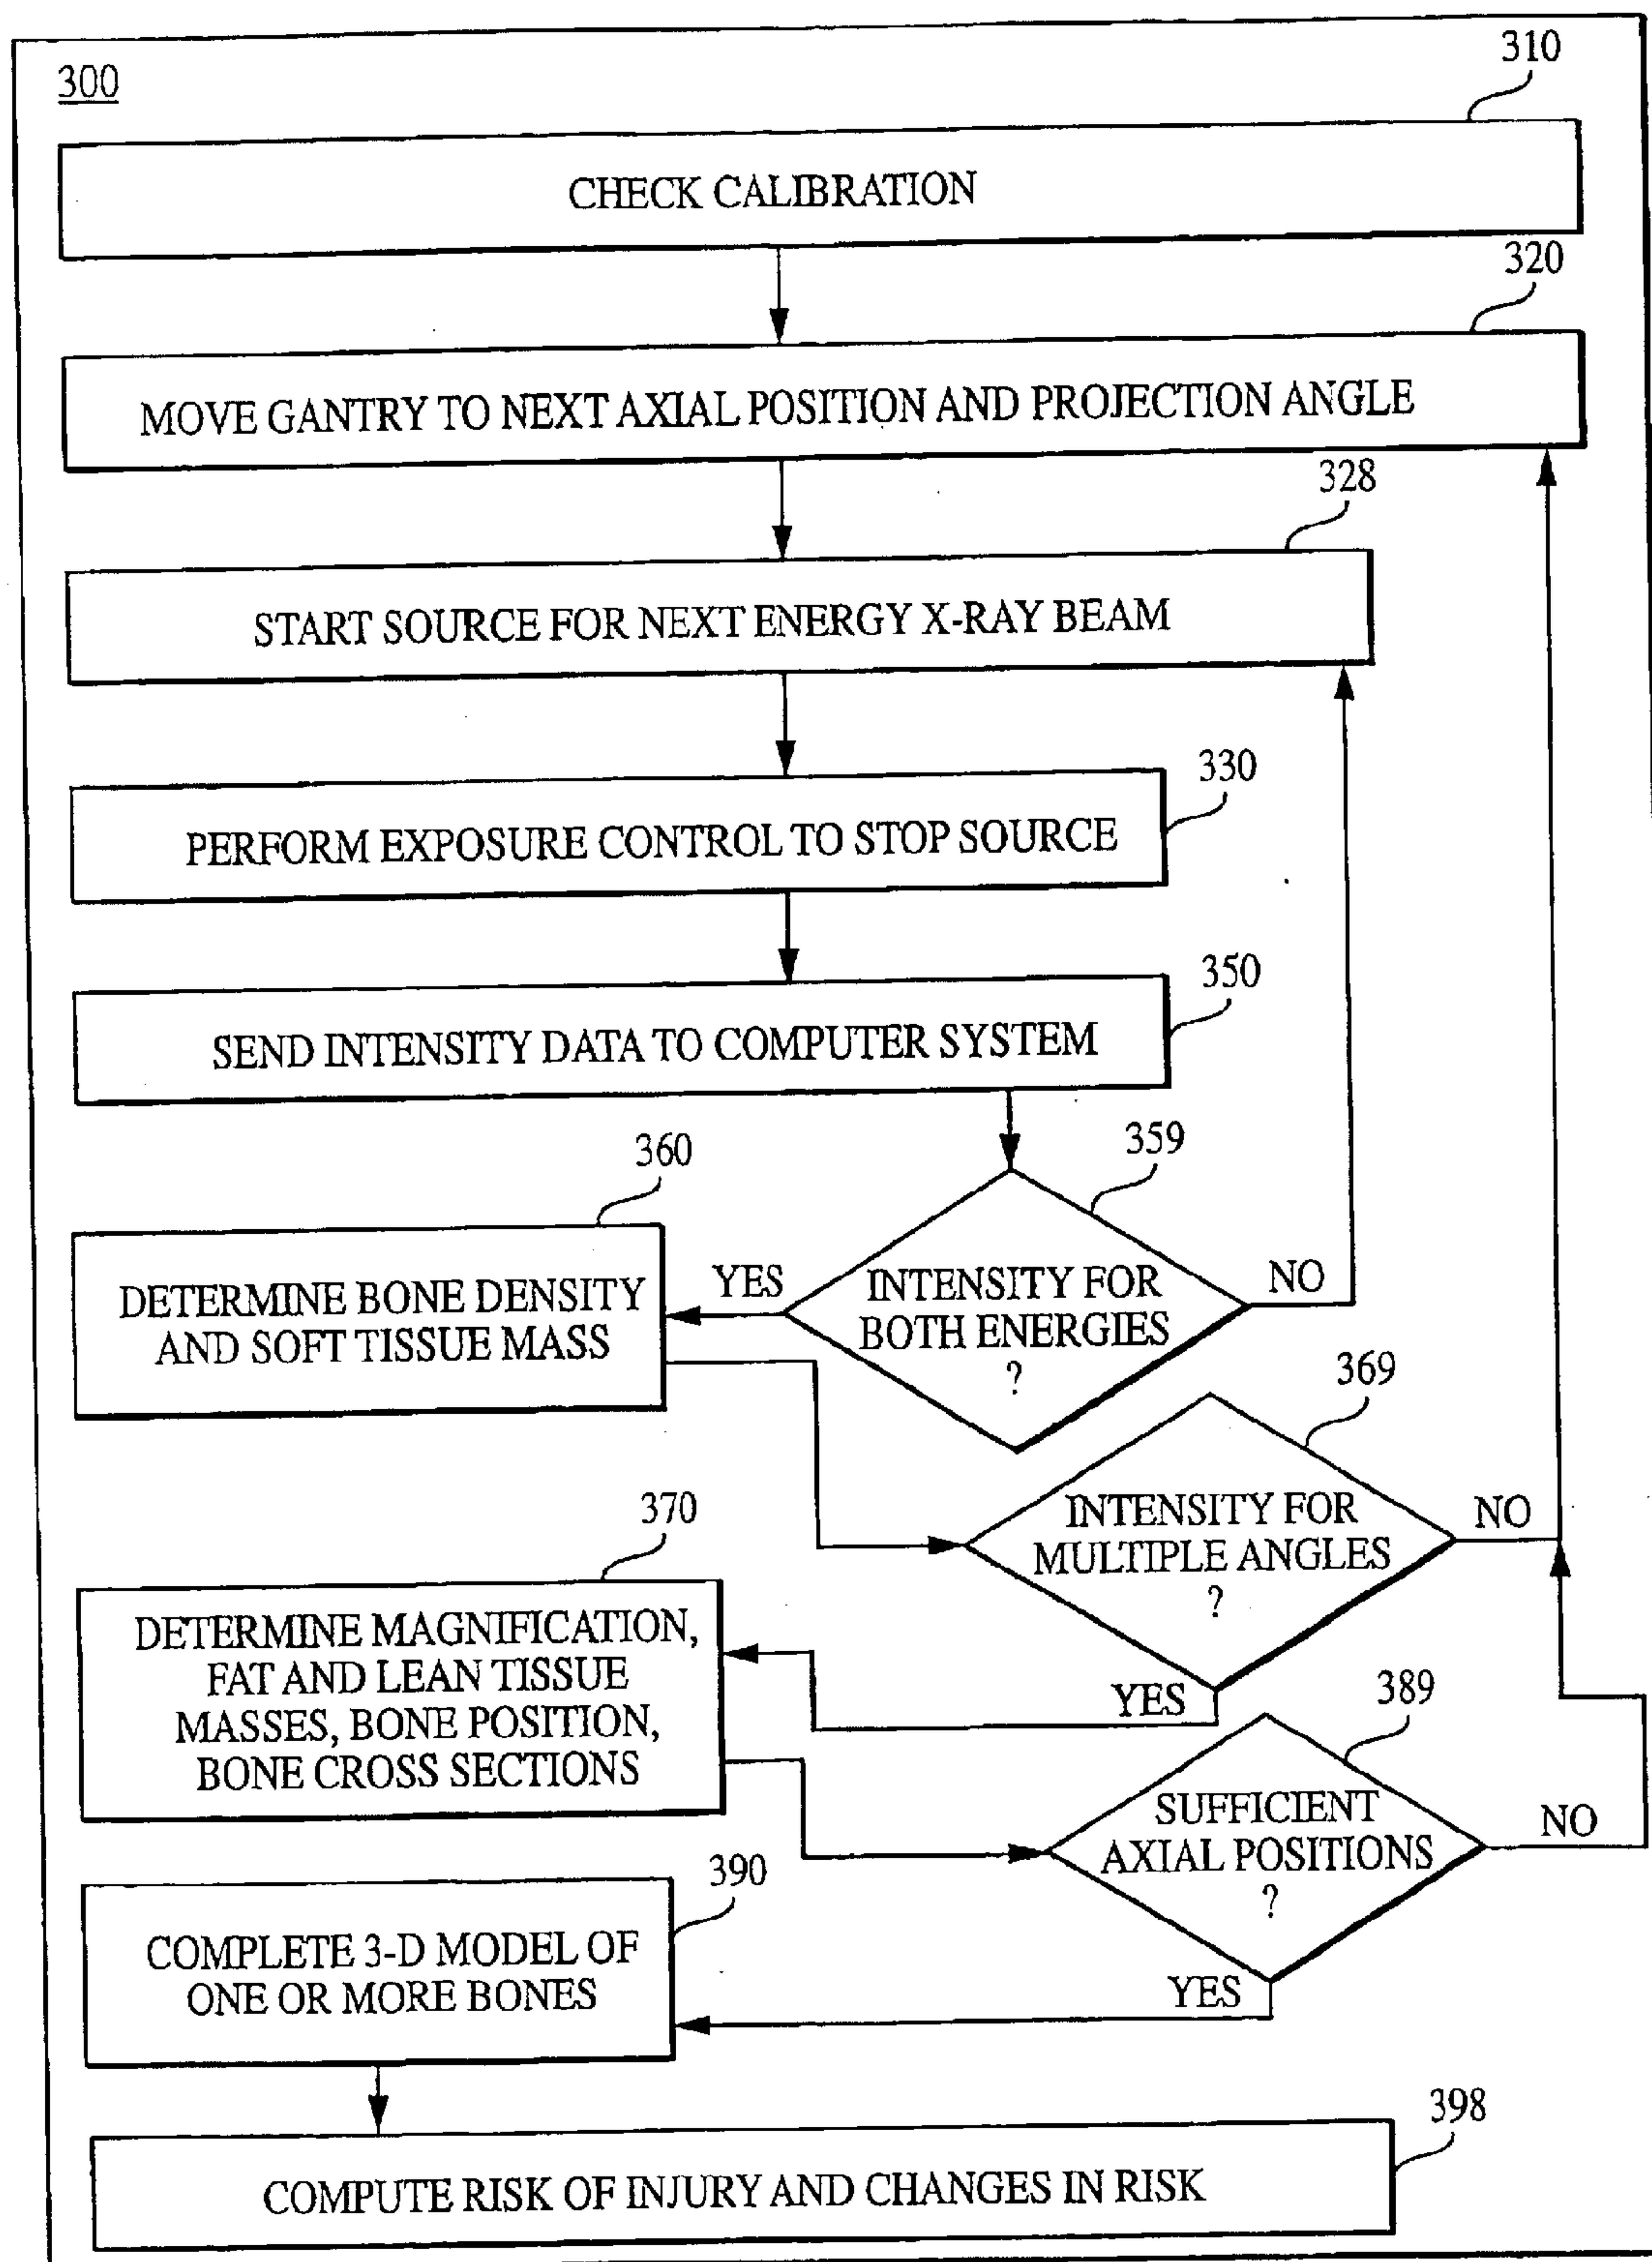 300
310
CHECK CALIBRATION
320
MOVE GANTRY TO NEXT AXIAL POSITION AND PROJECTION ANGLE
328
START SOURCE FOR NEXT ENERGY X-RAY BEAM
330
PERFORM EXPOSURE CONTROL TO STOP SOURCE
350
SEND INTENSITY DATA TO COMPUTER SYSTEM
359
INTENSITY FOR
BOTH ENERGIES
?
YES
NO
360
DETERMINE BONE DENSITY
AND SOFT TISSUE MASS
369
INTENSITY FOR
MULTIPLE ANGLES
?
NO
YES
370
DETERMINE MAGNIFICATION,
FAT AND LEAN TISSUE
MASSES, BONE POSITION,
BONE CROSS SECTIONS
389
SUFFICIENT
AXIAL POSITIONS
?
NO
YES
390
COMPLETE 3-D MODEL OF
ONE OR MORE BONES
398
COMPUTE RISK OF INJURY AND CHANGES IN RISK